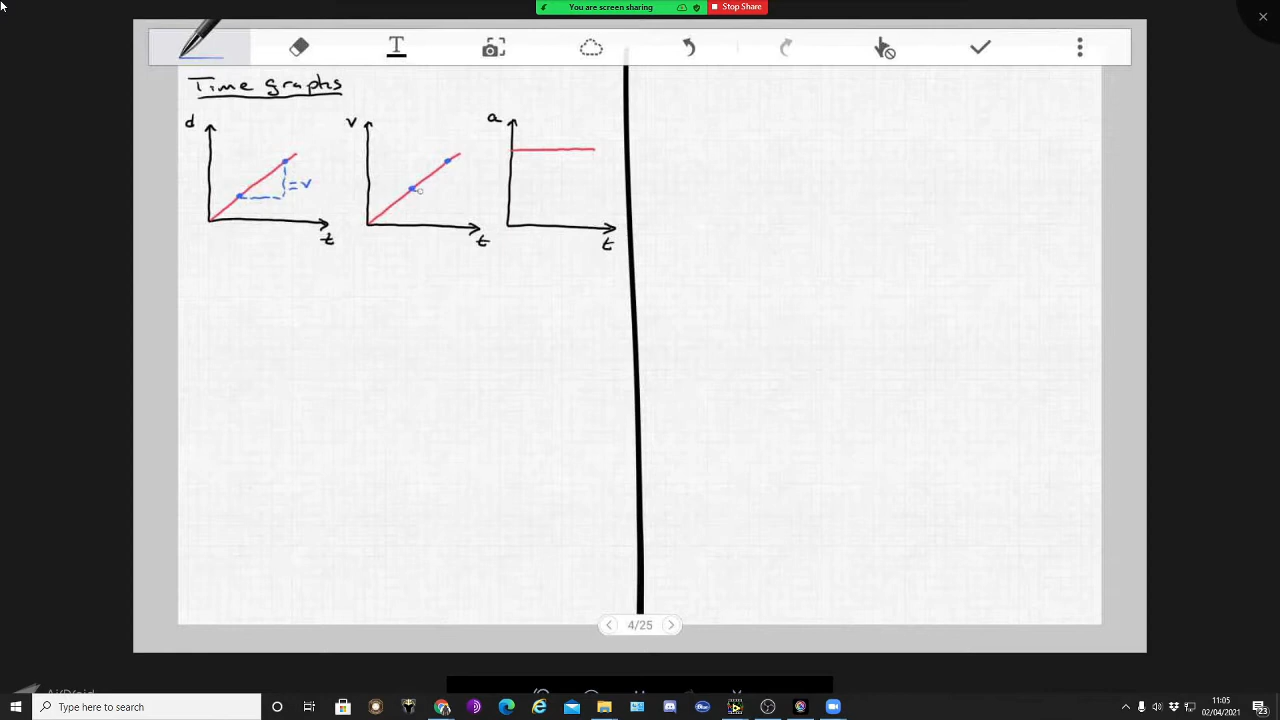 You are screen sharing
Stop Share
T
Time graphs
d
v
a
= v
t
t
t
4/25
AirDroid
Type here to search
11:05
02/04/2021